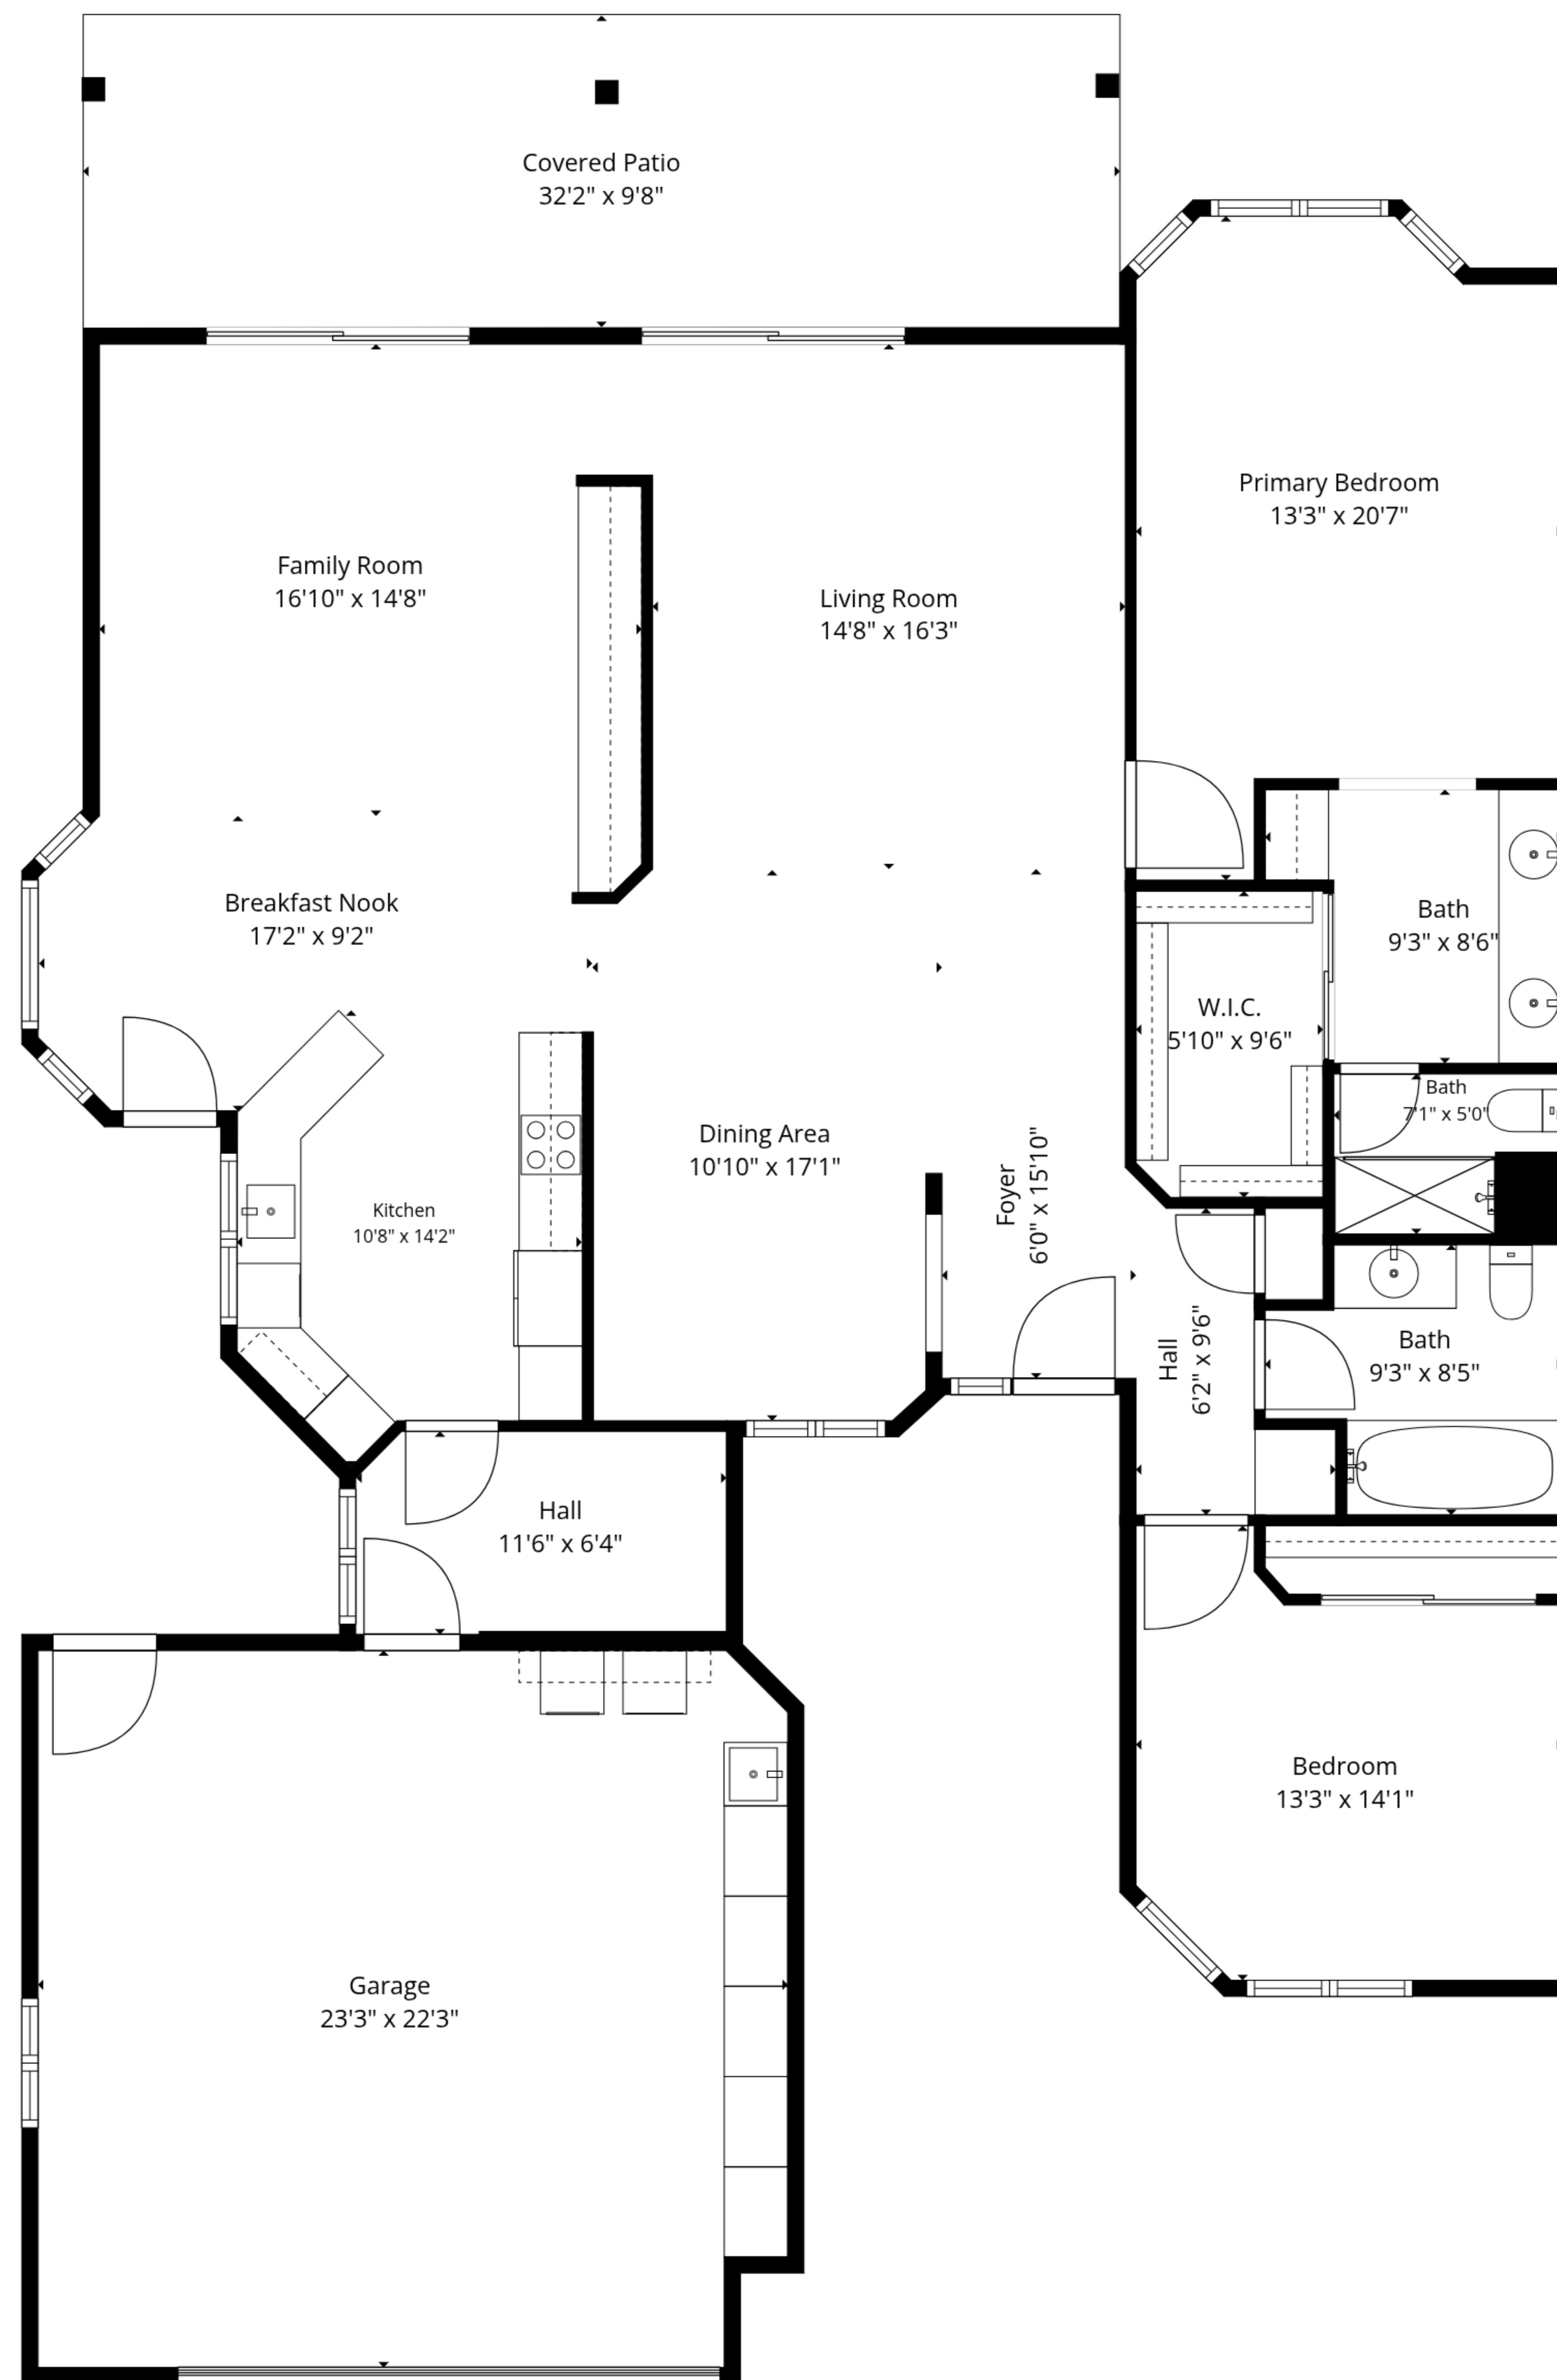 Covered Patio
32'2" x 9'8"
Primary Bedroom
13'3" x 20'7"
Family Room
16'10" x 14'8"
Living Room
14'8" x 16'3"
Breakfast Nook
17'2" x 9'2"
Bath
9'3" x 8'6"
W.I.C.
5'10" x 9'6"
Bath
7'1" x 5'0"
Dining Area
10'10" x 17'1"
Foyer
6'0" x 15'10"
Kitchen
10'8" x 14'2"
Hall
6'2" x 9'6"
Bath
9'3" x 8'5"
Hall
11'6" x 6'4"
Bedroom
13'3" x 14'1"
Garage
23'3" x 22'3"